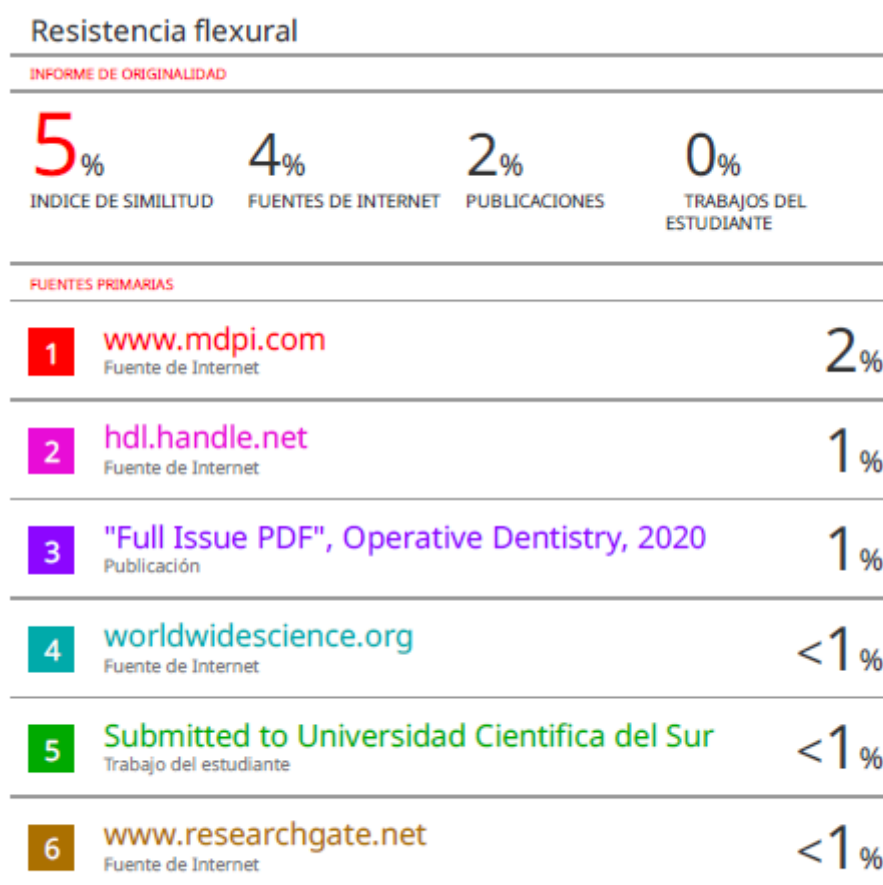 Resistencia flexural
INFORME DE ORIGINALIDAD
5% 4% 2% 0%
INDICE DE SIMILITUD FUENTES DE INTERNET PUBLICACIONES TRABAJOS DEL
ESTUDIANTE
FUENTES PRIMARIAS
1 www.mdpi.com 2%
Fuente de Internet
2 hdl.handle.net 1%
Fuente de Internet
3 "Full Issue PDF", Operative Dentistry, 2020 1%
Publicación
4 worldwidescience.org <1%
Fuente de Internet
5 Submitted to Universidad Cientifica del Sur <1%
Trabajo del estudiante
6 www.researchgate.net <1%
Fuente de Internet